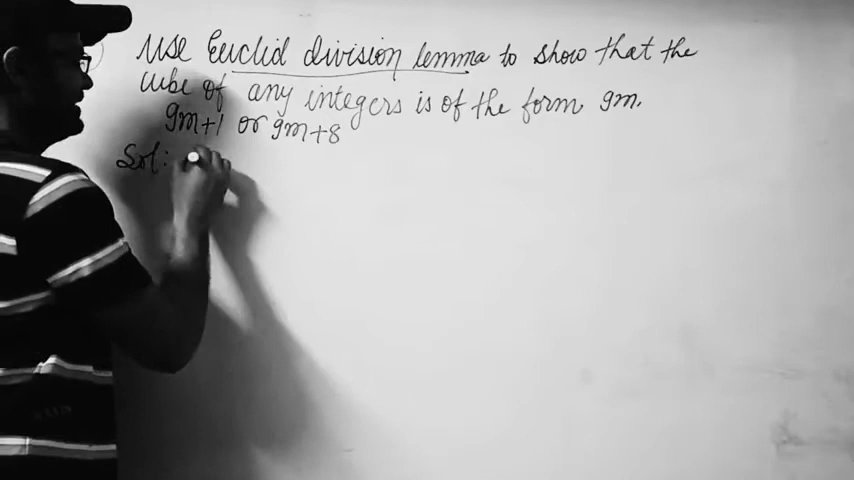 Use Euclid division lemma to show that the
cube of any integers is of the form 9m,
9m+1 or 9m+8
Sol: